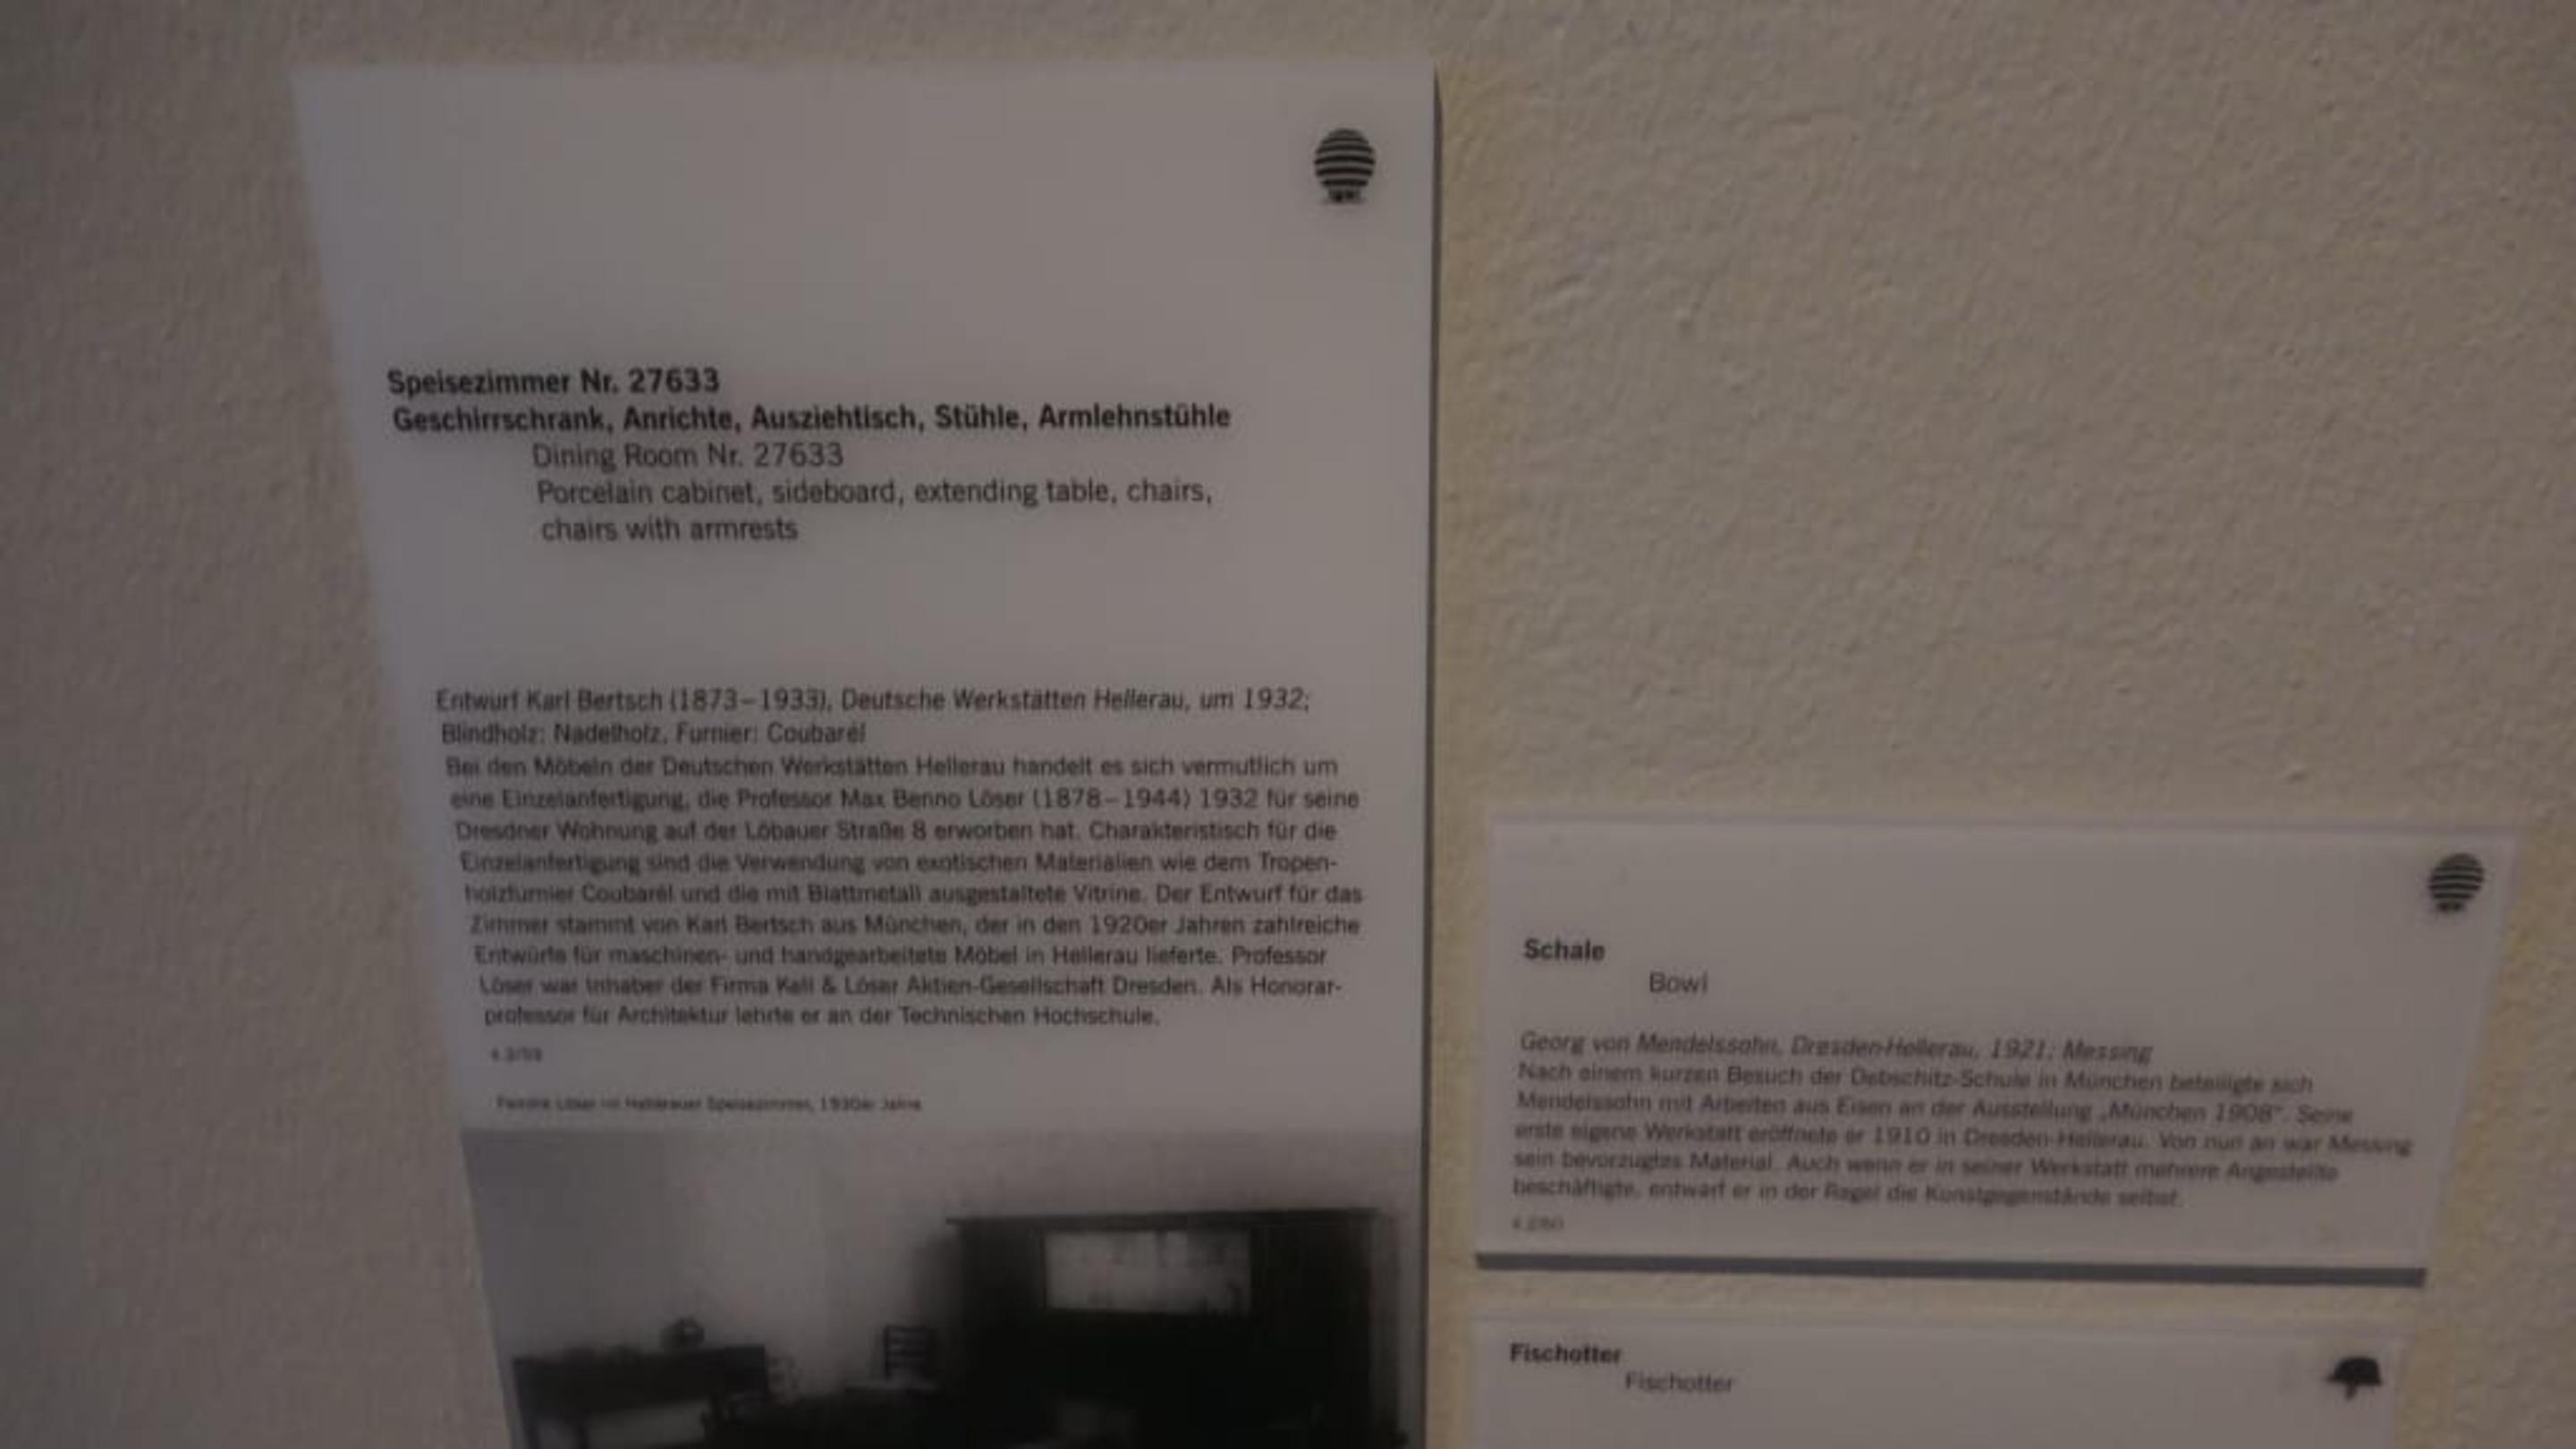 Speisezimmer Nr. 27633
Geschirrschrank, Anrichte, Ausziehtisch, Stühle, Armlehnstühle
Dining Room Nr. 27633
Porcelain cabinet, sideboard, extending table, chairs,
chairs with armrests
Entwurf Karl Bertsch (1873–1933), Deutsche Werkstätten Hellerau, um 1932;
Blindholz: Nadelholz, Furnier: Coubarél
Bei den Möbeln der Deutschen Werkstätten Hellerau handelt es sich vermutlich um
eine Einzelanfertigung, die Professor Max Benno Löser (1878–1944) 1932 für seine
Dresdner Wohnung auf der Löbauer Straße 8 erworben hat. Charakteristisch für die
Einzelanfertigung sind die Verwendung von exotischen Materialien wie dem Tropen-
holzfurnier Coubarél und die mit Blattmetall ausgestaltete Vitrine. Der Entwurf für das
Zimmer stammt von Karl Bertsch aus München, der in den 1920er Jahren zahlreiche
Entwürfe für maschinen- und handgearbeitete Möbel in Hellerau lieferte. Professor
Löser war Inhaber der Firma Kell & Löser Aktien-Gesellschaft Dresden. Als Honorar-
professor für Architektur lehrte er an der Technischen Hochschule.
Familie Löser im Hellerauer Speisezimmer, 1930er Jahre
Schale
Bowl
Georg von Mendelssohn, Dresden-Hellerau, 1921; Messing
Nach einem kurzen Besuch der Debschitz-Schule in München beteiligte sich
Mendelssohn mit Arbeiten aus Eisen an der Ausstellung „München 1908“. Seine
erste eigene Werkstatt eröffnete er 1910 in Dresden-Hellerau. Von nun an war Messing
sein bevorzugtes Material. Auch wenn er in seiner Werkstatt mehrere Angestellte
beschäftigte, entwarf er in der Regel die Kunstgegenstände selbst.
Fischotter
Fischotter